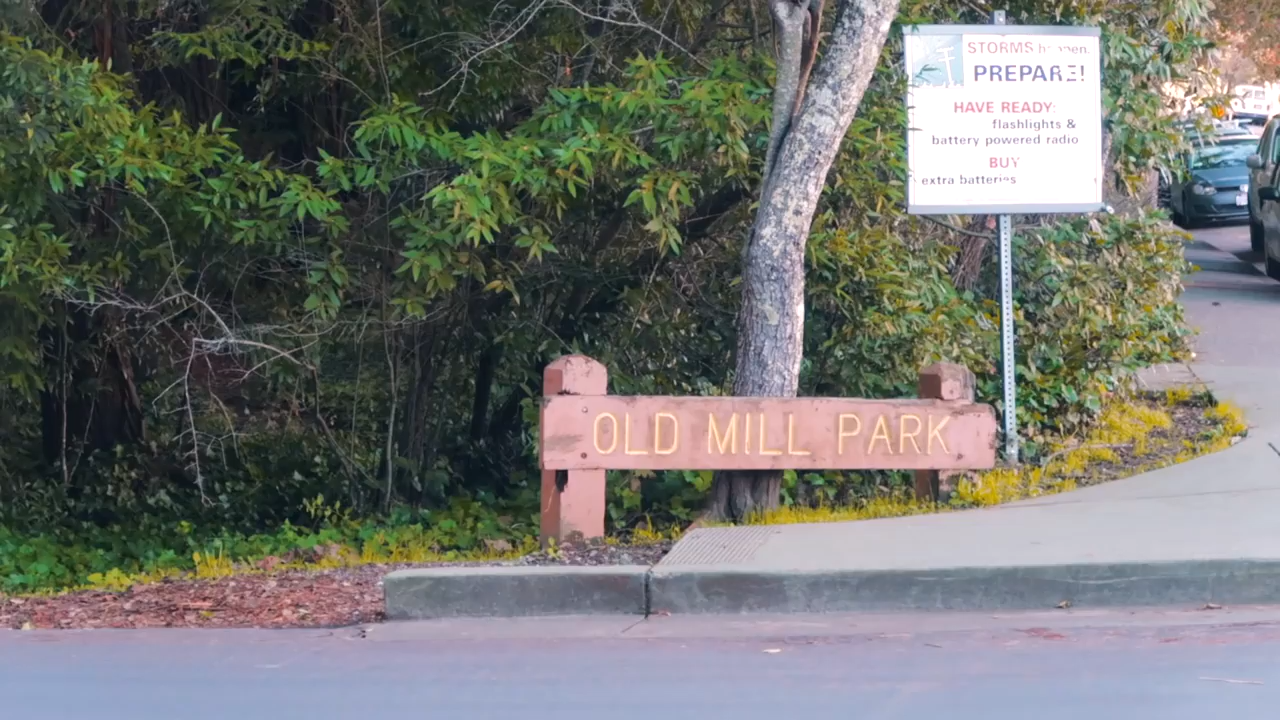 STORMS happen.
PREPARE!
HAVE READY:
flashlights &
battery powered radio
BUY
extra batteries
OLD MILL PARK